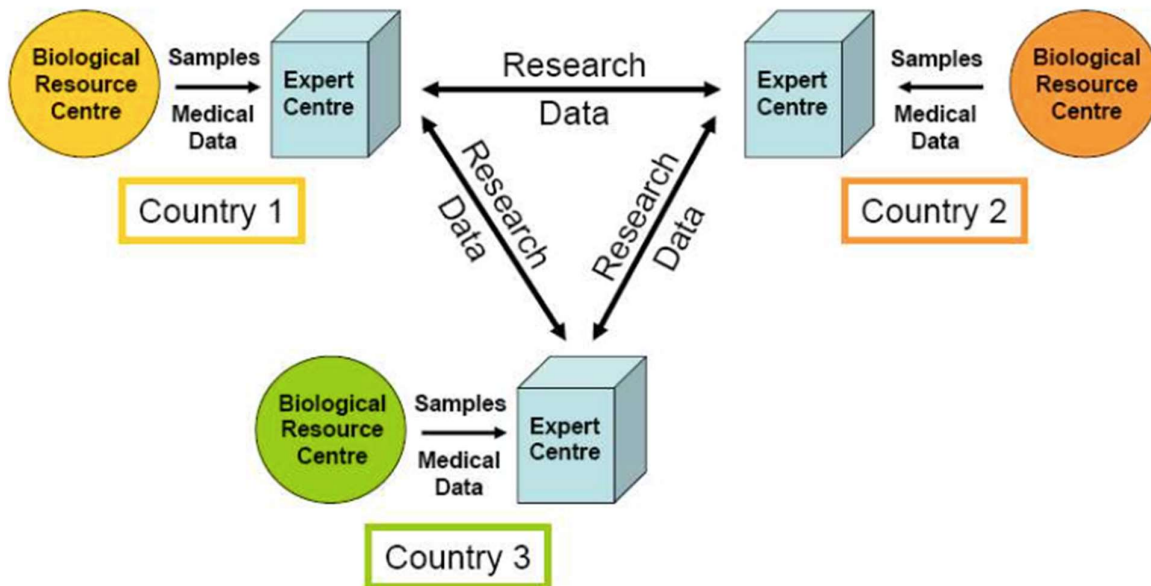 Biological
Resource
Centre
Samples
Medical
Data
Expert
Centre
Country 1
Research
Data
Expert
Centre
Samples
Medical
Data
Biological
Resource
Centre
Country 2
Research
Data
Research
Data
Biological
Resource
Centre
Samples
Medical
Data
Expert
Centre
Country 3